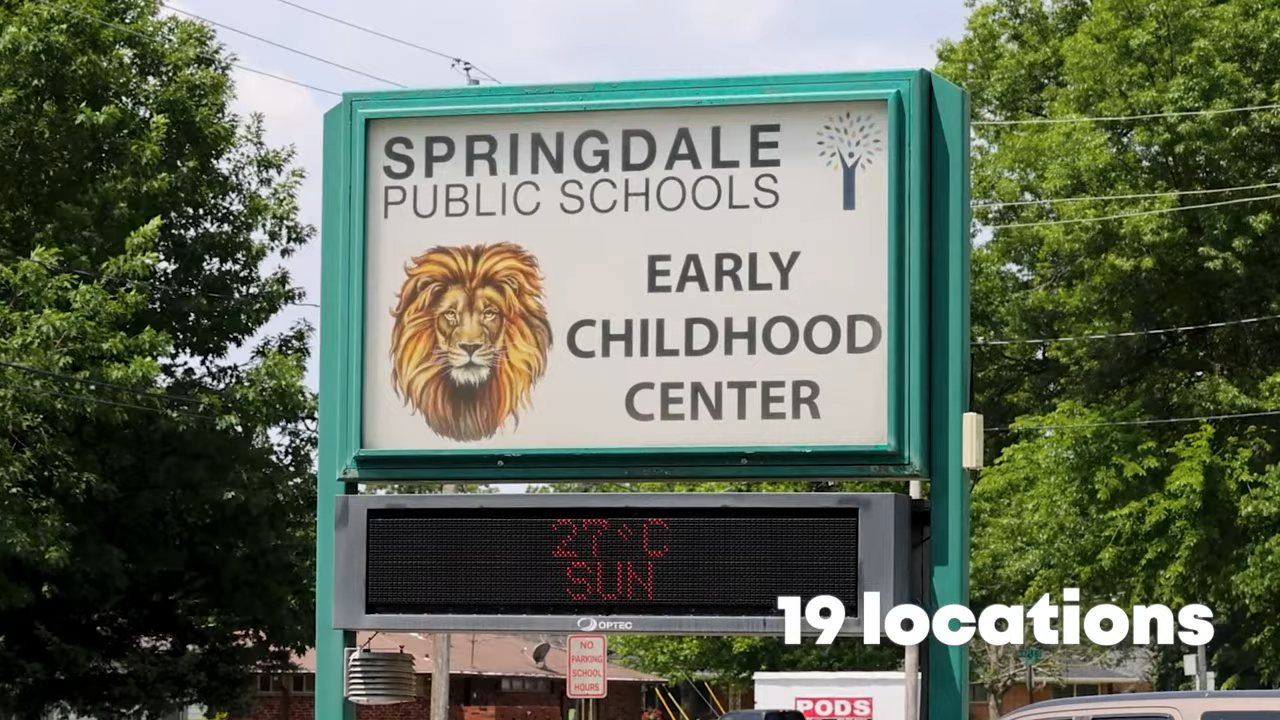 SPRINGDALE
PUBLIC SCHOOLS
EARLY
CHILDHOOD
CENTER
27°C
SUN
OPTEC
19 locations
NO
PARKING
SCHOOL
HOURS
PODS